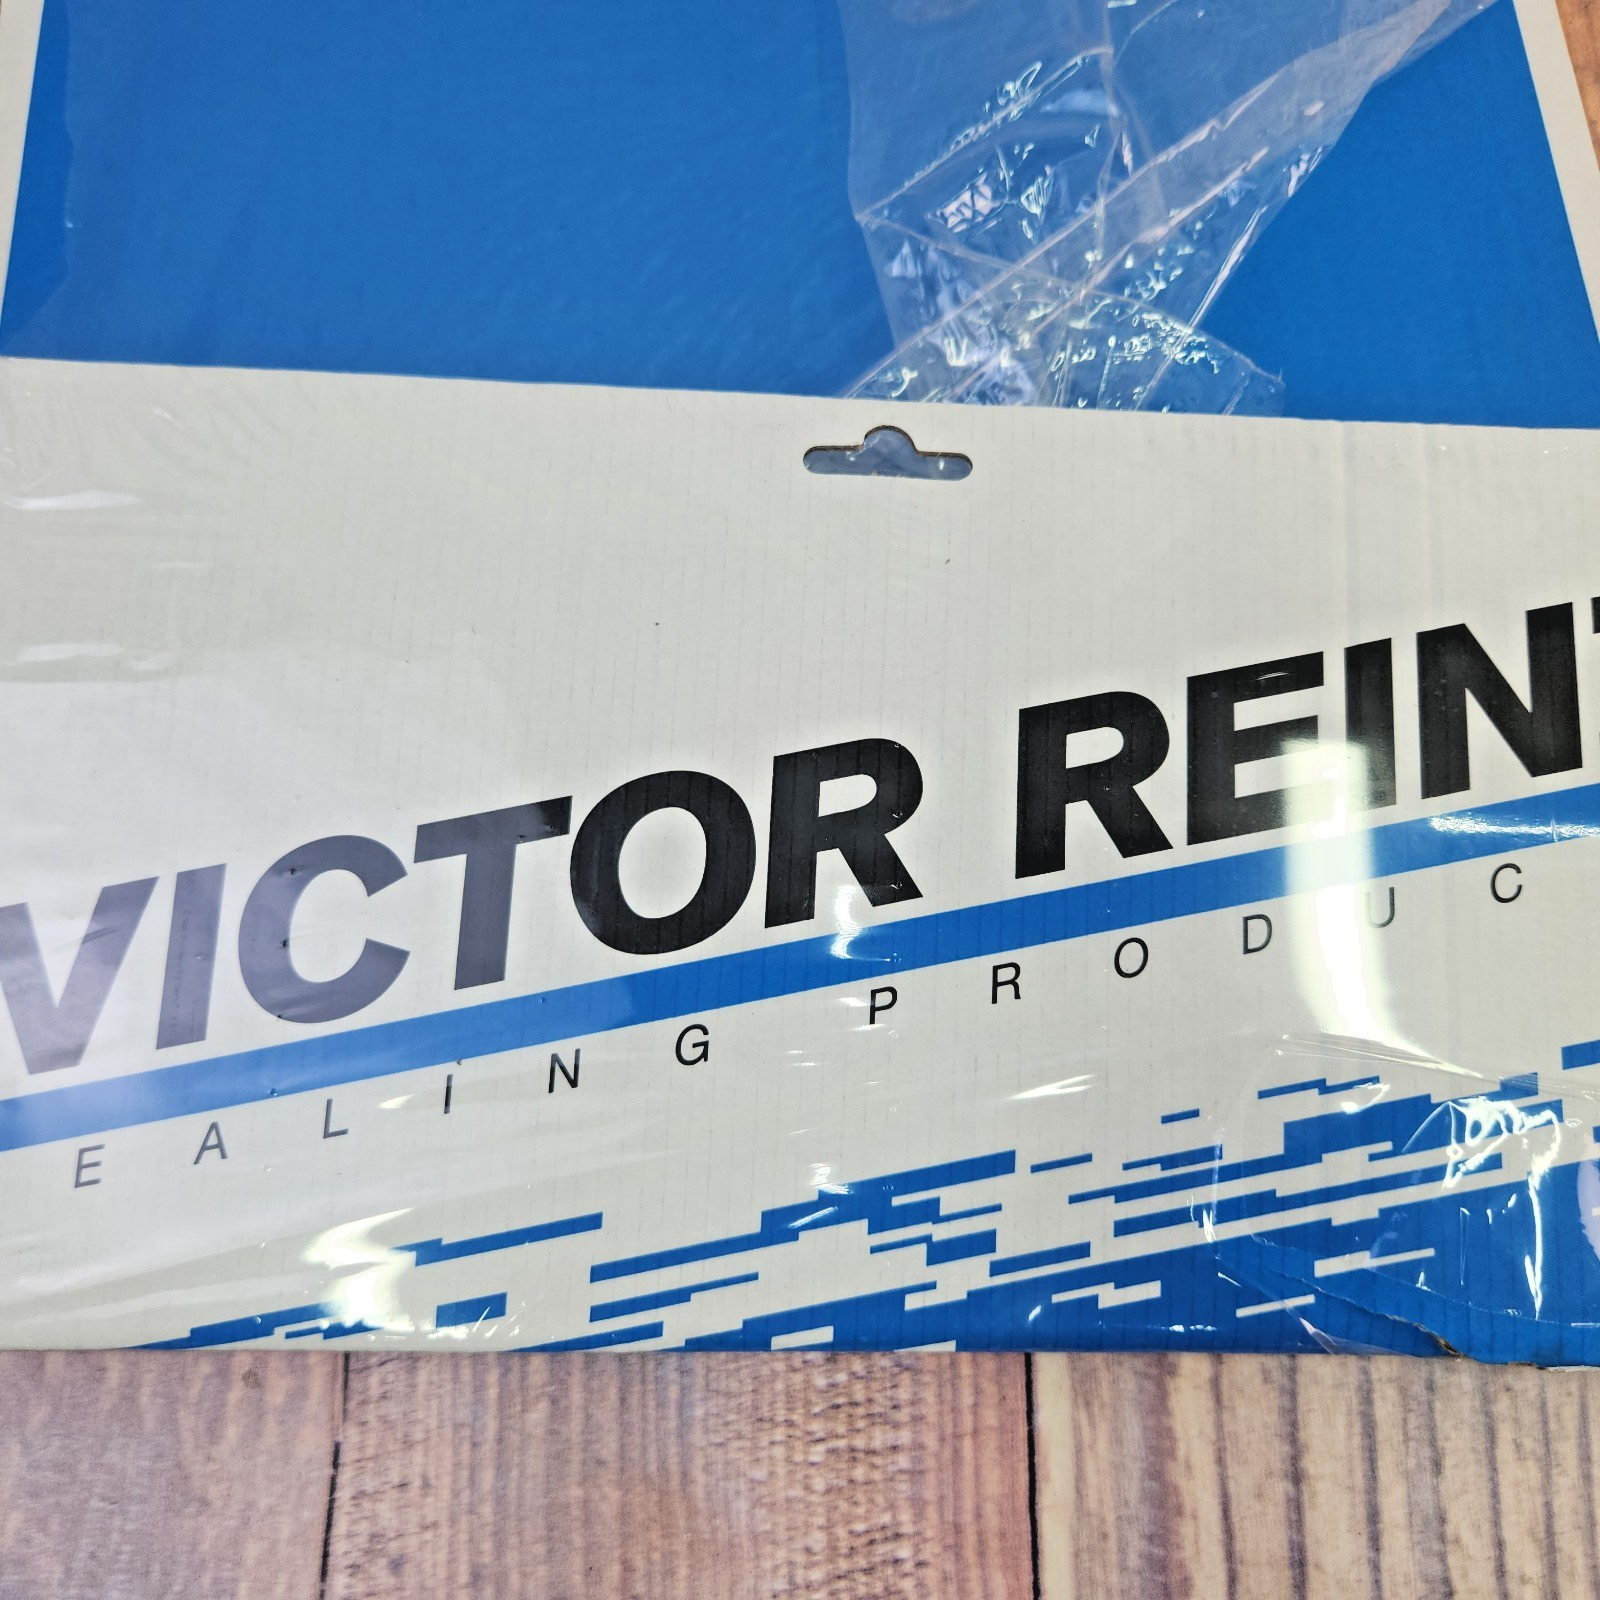 VICTOR REIN
EALING PRODUC